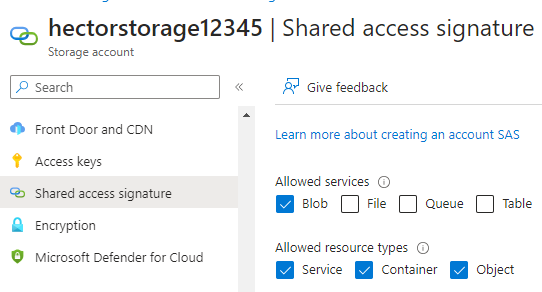 hectorstorage12345 | Shared access signature
Storage account
Search
«
Give feedback
Front Door and CDN
Learn more about creating an account SAS
Access keys
Shared access signature
Allowed services
Blob File Queue Table
Encryption
Allowed resource types
Microsoft Defender for Cloud
Service Container Object